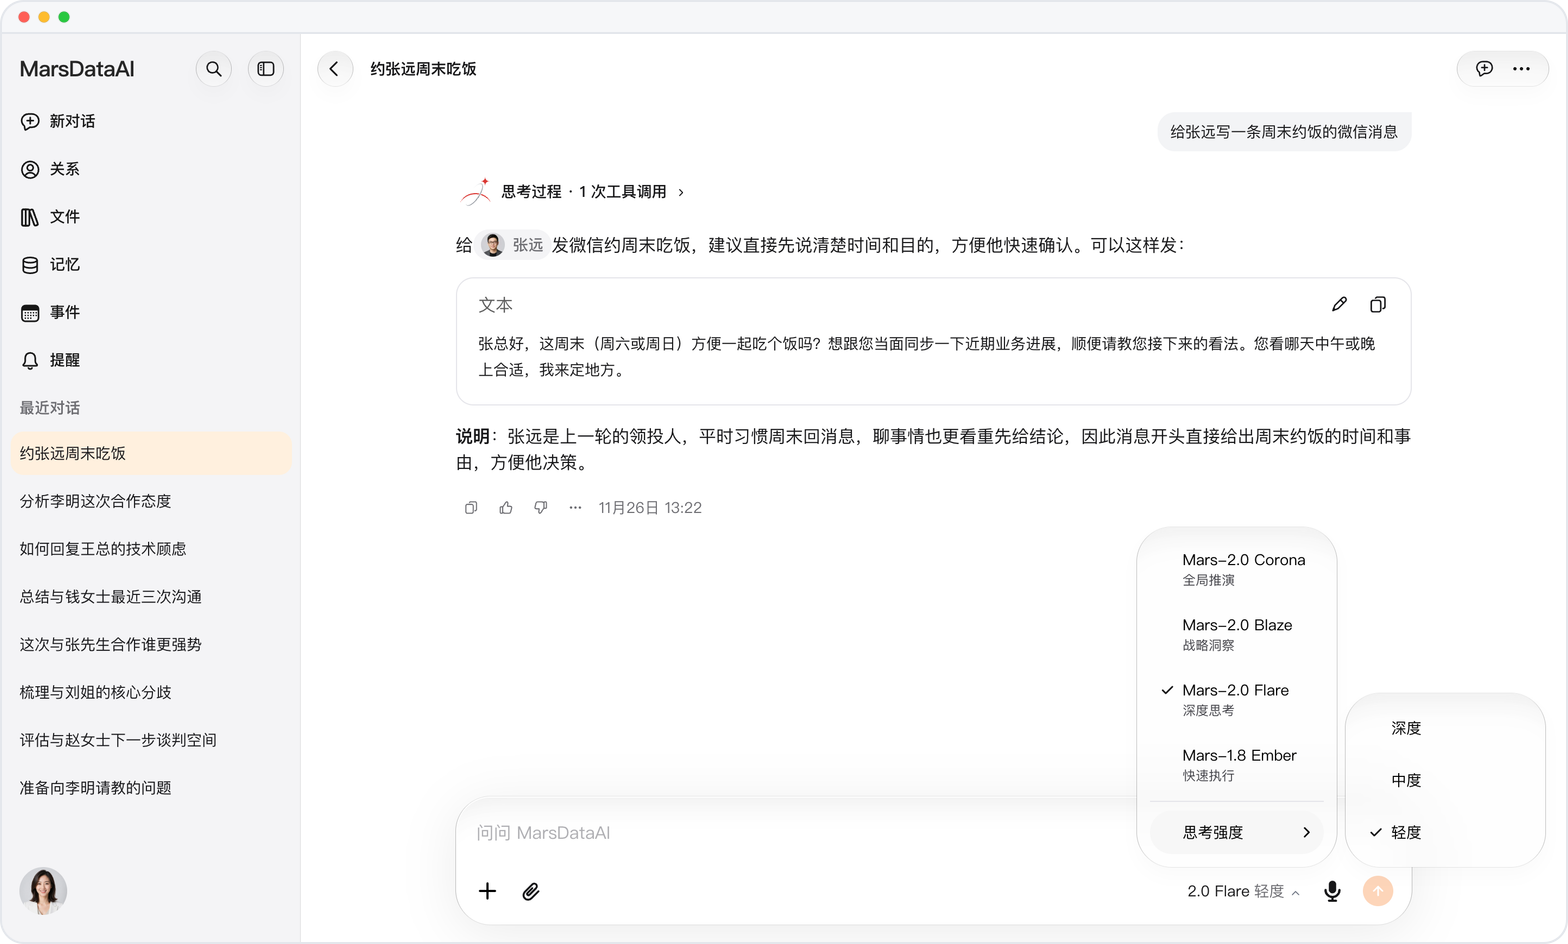 MarsDataAI
新对话
关系
文件
记忆
事件
提醒
最近对话
约张远周末吃饭
分析李明这次合作态度
如何回复王总的技术顾虑
总结与钱女士最近三次沟通
这次与张先生合作谁更强势
梳理与刘姐的核心分歧
评估与赵女士下一步谈判空间
准备向李明请教的问题
约张远周末吃饭
给张远写一条周末约饭的微信消息
思考过程 · 1 次工具调用 ›
给 张远 发微信约周末吃饭，建议直接先说清楚时间和目的，方便他快速确认。可以这样发：
文本
张总好，这周末（周六或周日）方便一起吃个饭吗？想跟您当面同步一下近期业务进展，顺便请教您接下来的看法。您看哪天中午或晚
上合适，我来定地方。
说明：张远是上一轮的领投人，平时习惯周末回消息，聊事情也更看重先给结论，因此消息开头直接给出周末约饭的时间和事
由，方便他决策。
11月26日 13:22
Mars-2.0 Corona
全局推演
Mars-2.0 Blaze
战略洞察
Mars-2.0 Flare
深度思考
Mars-1.8 Ember
快速执行
思考强度
深度
中度
轻度
问问 MarsDataAI
2.0 Flare 轻度